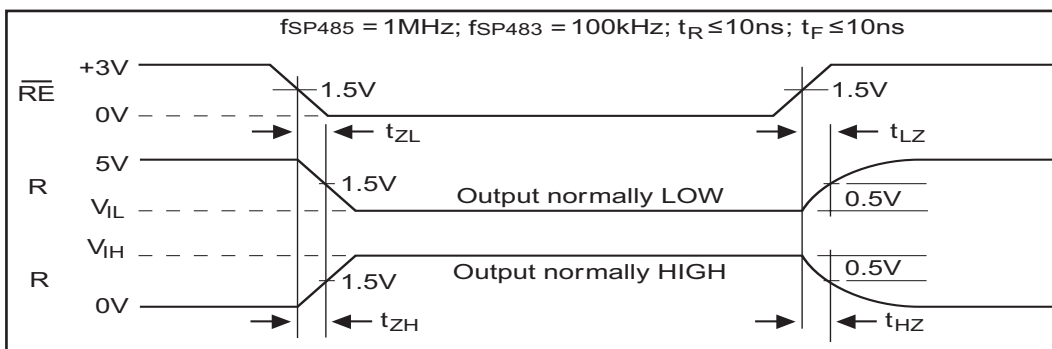 fSP485 = 1MHz; fSP483 = 100kHz; tR≤10ns; tF≤10ns
+3V
RE
1.5V
1.5V
0V
tZL
tLZ
5V
R
1.5V
Output normally LOW
0.5V
VIL
VIH
R
1.5V
Output normally HIGH
0.5V
0V
tZH
tHZ